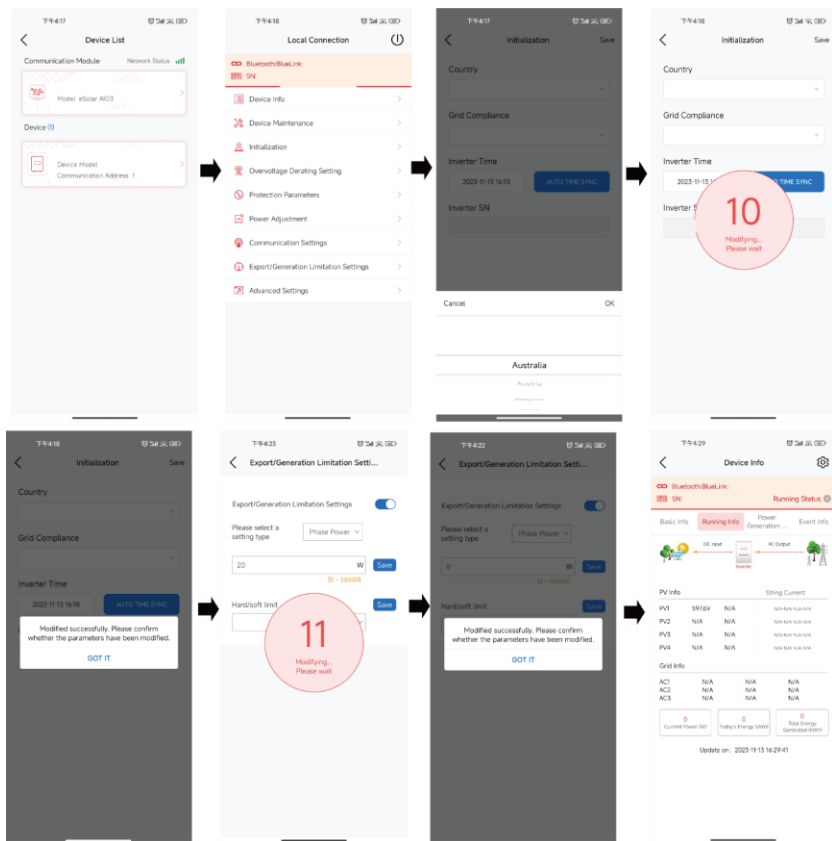 下午4:17
Device List
Communication Module
Network Status
Model eSolar AIO3
Device (1)
Device Model
Communication Address 1
下午4:18
Local Connection
Bluetooth:BlueLink:
SN:
Device Info
Device Maintenance
Initialization
Overvoltage Derating Setting
Protection Parameters
Power Adjustment
Communication Settings
Export/Generation Limitation Settings
Advanced Settings
下午4:17
Initialization
Save
Country
Grid Compliance
Inverter Time
2023-11-13 16:13
AUTO TIME SYNC
Inverter SN
Cancel
OK
Australia
Austria
下午4:18
Initialization
Save
Country
Grid Compliance
Inverter Time
2023-11-13
TIME SYNC
Inverter S
10
Modifying...
Please wait
下午4:18
Initialization
Save
Country
Grid Compliance
Inverter Time
2023-11-13 16:18
AUTO TIME SYNC
Modified successfully. Please confirm
whether the parameters have been modified.
GOT IT
下午4:23
Export/Generation Limitation Setti...
Export/Generation Limitation Settings
Please select a
setting type
Phase Power
20
W
Save
[0 - 55000]
Hard/soft limit
Save
11
Modifying...
Please wait
下午4:22
Export/Generation Limitation Setti...
Export/Generation Limitation Settings
Please select a
setting type
Phase Power
0
W
Save
[0 - 55000]
Hard/soft limit
Save
Modified successfully. Please confirm
whether the parameters have been modified.
GOT IT
下午4:29
Device Info
Bluetooth:BlueLink:
SN:
Running Status
Basic Info
Running Info
Power
Generation ...
Event Info
DC input
AC Output
Inverter
PV Info
String Current
PV1 597.6V N/A N/A N/A N/A N/A
PV2 N/A N/A N/A N/A N/A N/A
PV3 N/A N/A N/A N/A N/A N/A
PV4 N/A N/A N/A N/A N/A N/A
Grid Info
AC1 N/A N/A N/A
AC2 N/A N/A N/A
AC3 N/A N/A N/A
0
Current Power (W)
0
Today's Energy (kWh)
0
Total Energy
Generated (kWh)
Update on: 2023-11-13 16:29:41